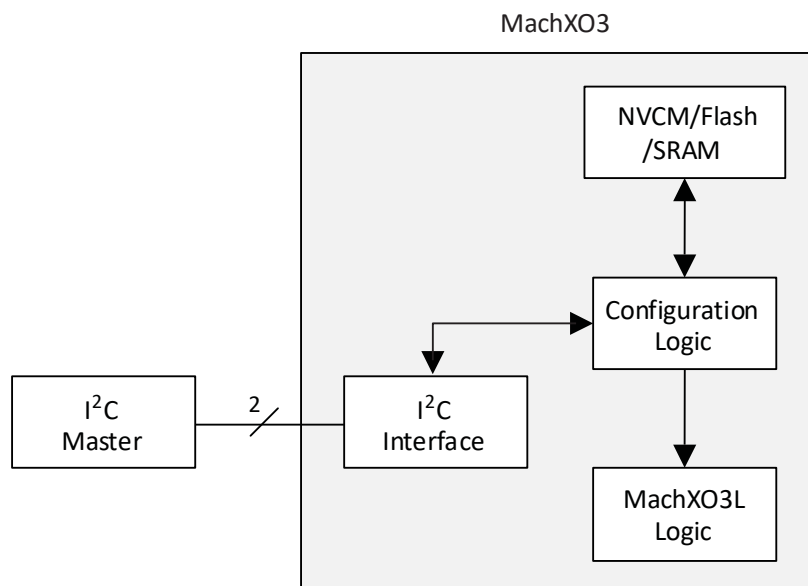 MachXO3
NVCM/Flash
/SRAM
Configuration
Logic
I²C
Master
2
I²C
Interface
MachXO3L
Logic